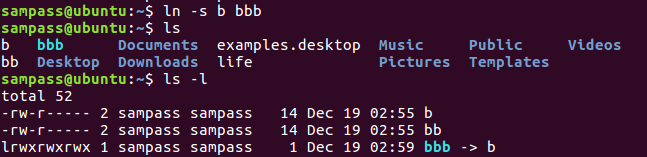 sampass@ubuntu:~$ ln -s b bbb
sampass@ubuntu:~$ ls
b   bbb      Documents  examples.desktop  Music     Public     Videos
bb  Desktop  Downloads  life              Pictures  Templates
sampass@ubuntu:~$ ls -l
total 52
-rw-r----- 2 sampass sampass   14 Dec 19 02:55 b
-rw-r----- 2 sampass sampass   14 Dec 19 02:55 bb
lrwxrwxrwx 1 sampass sampass    1 Dec 19 02:59 bbb -> b